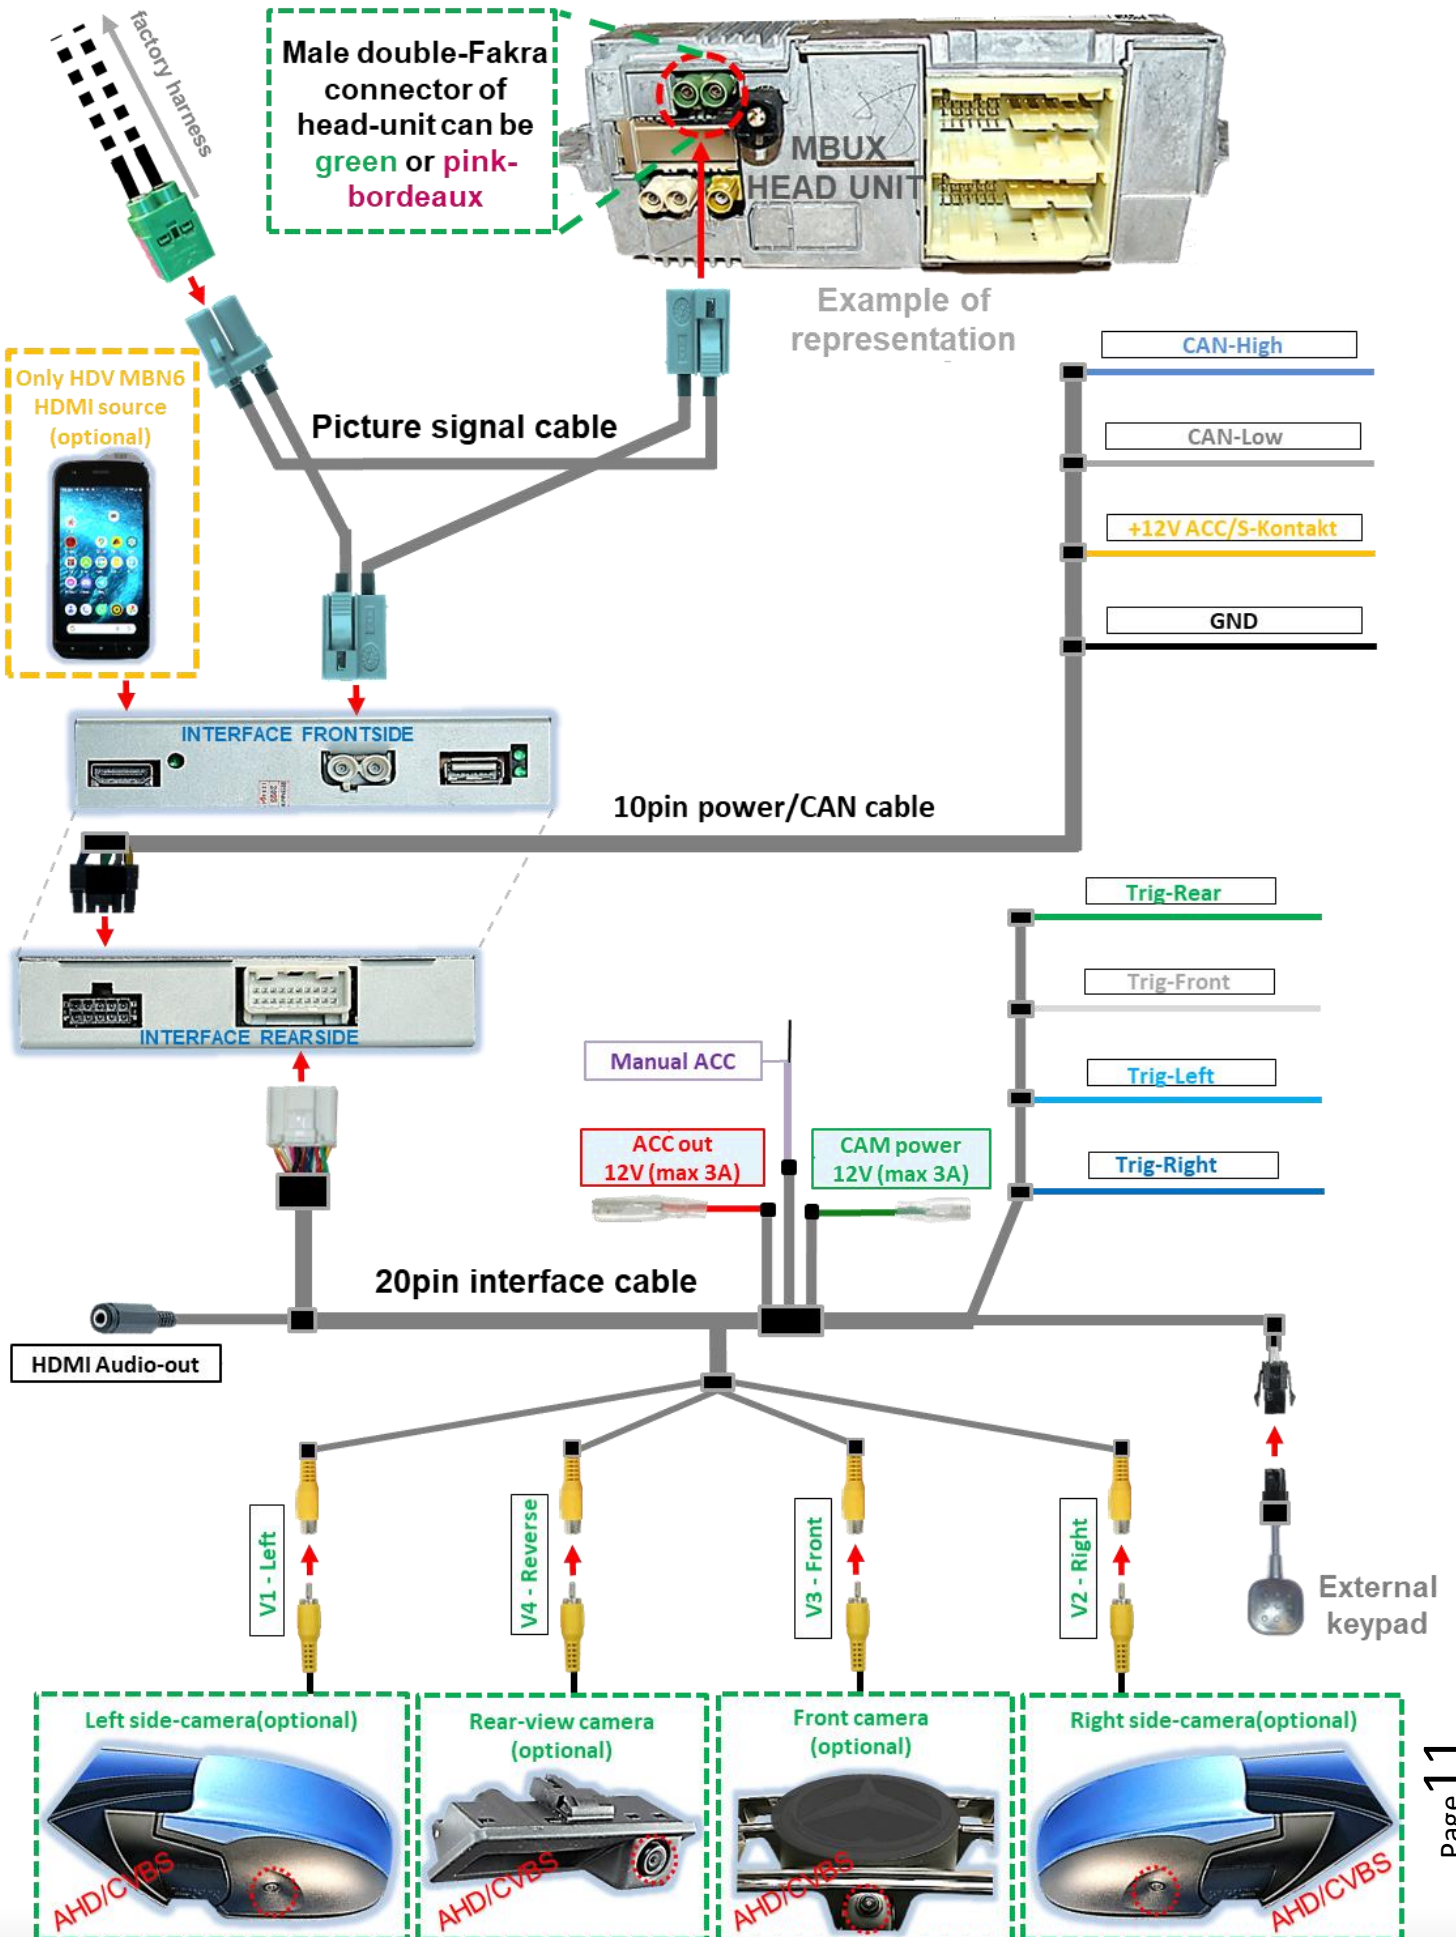 factory harness
Male double-Fakra
connector of
head-unit can be
green or pink-
bordeaux
MBUX
HEAD UNIT
Example of
representation
Only HDV MBN6
HDMI source
(optional)
Picture signal cable
CAN-High
CAN-Low
+12V ACC/S-Kontakt
GND
INTERFACE FRONTSIDE
10pin power/CAN cable
INTERFACE REARSIDE
Trig-Rear
Trig-Front
Trig-Left
Trig-Right
Manual ACC
ACC out
12V (max 3A)
CAM power
12V (max 3A)
20pin interface cable
HDMI Audio-out
V1 - Left
V4 - Reverse
V3 - Front
V2 - Right
External
keypad
Left side-camera(optional)
AHD/CVBS
Rear-view camera
(optional)
AHD/CVBS
Front camera
(optional)
AHD/CVBS
Right side-camera(optional)
AHD/CVBS
Page 11